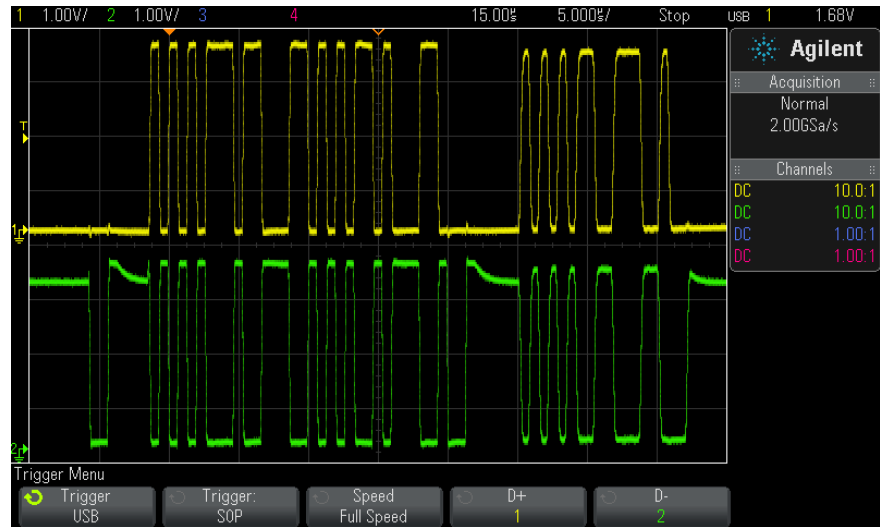 1 1.00V/ 2 1.00V/ 3 4 15.00µs 5.000µs/ Stop USB 1 1.68V
Agilent
Acquisition
Normal
2.00GSa/s
Channels
DC 10.0:1
DC 10.0:1
DC 1.00:1
DC 1.00:1
T
1
2
Trigger Menu
Trigger USB
Trigger: SOP
Speed Full Speed
D+ 1
D- 2